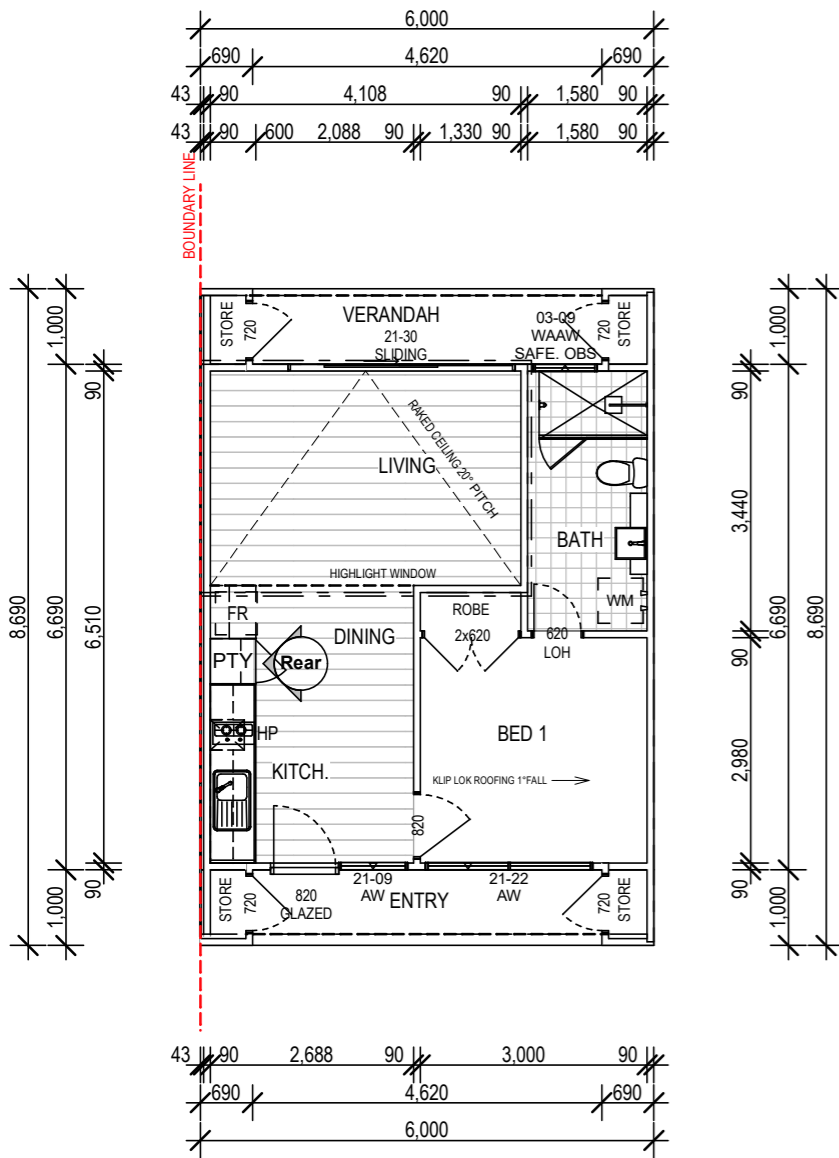 6,000
690 4,620 690
43 90 4,108 90 1,580 90
43 90 600 2,088 90 1,330 90 1,580 90
BOUNDARY LINE
8,690
1,000
6,690
1,000
90
6,510
90
STORE
720
VERANDAH
21-30
SLIDING
03-09
WAAW
SAFE. OBS
720
STORE
LIVING
RAKED CEILING 20° PITCH
HIGHLIGHT WINDOW
BATH
WM
FR
PTY
DINING
Rear
ROBE
2x620
620
LOH
HP
KITCH.
BED 1
KLIP LOK ROOFING 1°FALL
820
STORE
720
820
GLAZED
21-09
AW
ENTRY
21-22
AW
720
STORE
90
3,440
90
2,980
90
1,000
6,690
1,000
8,690
43 90 2,688 90 3,000 90
690 4,620 690
6,000